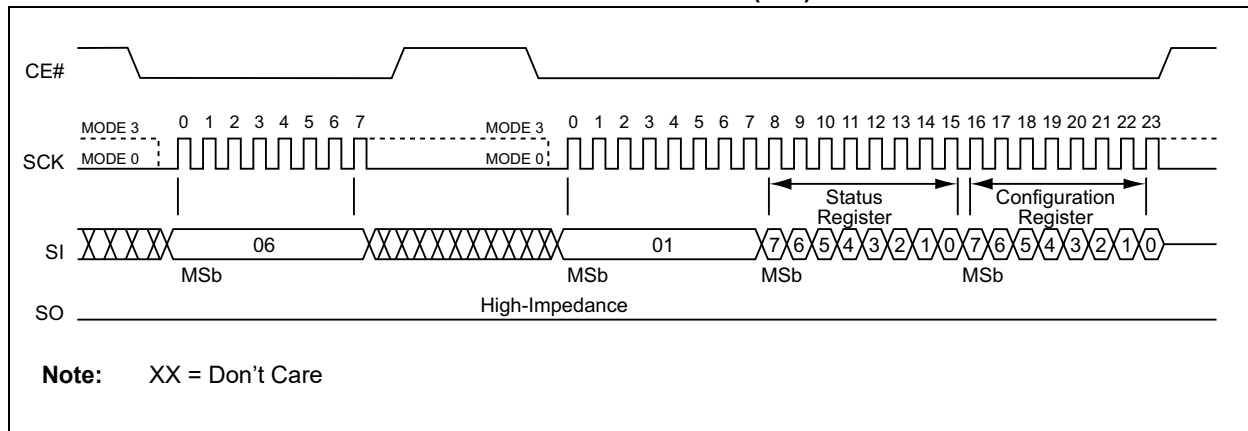 CE#
MODE 3 0 1 2 3 4 5 6 7 MODE 3 0 1 2 3 4 5 6 7 8 9 10 11 12 13 14 15 16 17 18 19 20 21 22 23
SCK MODE 0 MODE 0
Status Register
Configuration Register
SI 06 01 7 6 5 4 3 2 1 0 7 6 5 4 3 2 1 0
MSb MSb MSb MSb
High-Impedance
SO
Note: XX = Don't Care